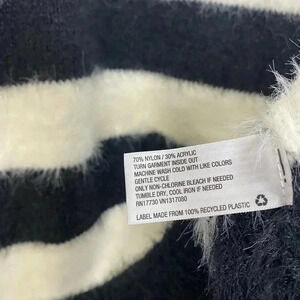 70% NYLON / 30% ACRYLIC
TURN GARMENT INSIDE OUT
MACHINE WASH COLD WITH LIKE COLORS
GENTLE CYCLE
ONLY NON-CHLORINE BLEACH IF NEEDED
TUMBLE DRY, COOL IRON IF NEEDED
RN17730 VN1317080
LABEL MADE FROM 100% RECYCLED PLASTIC